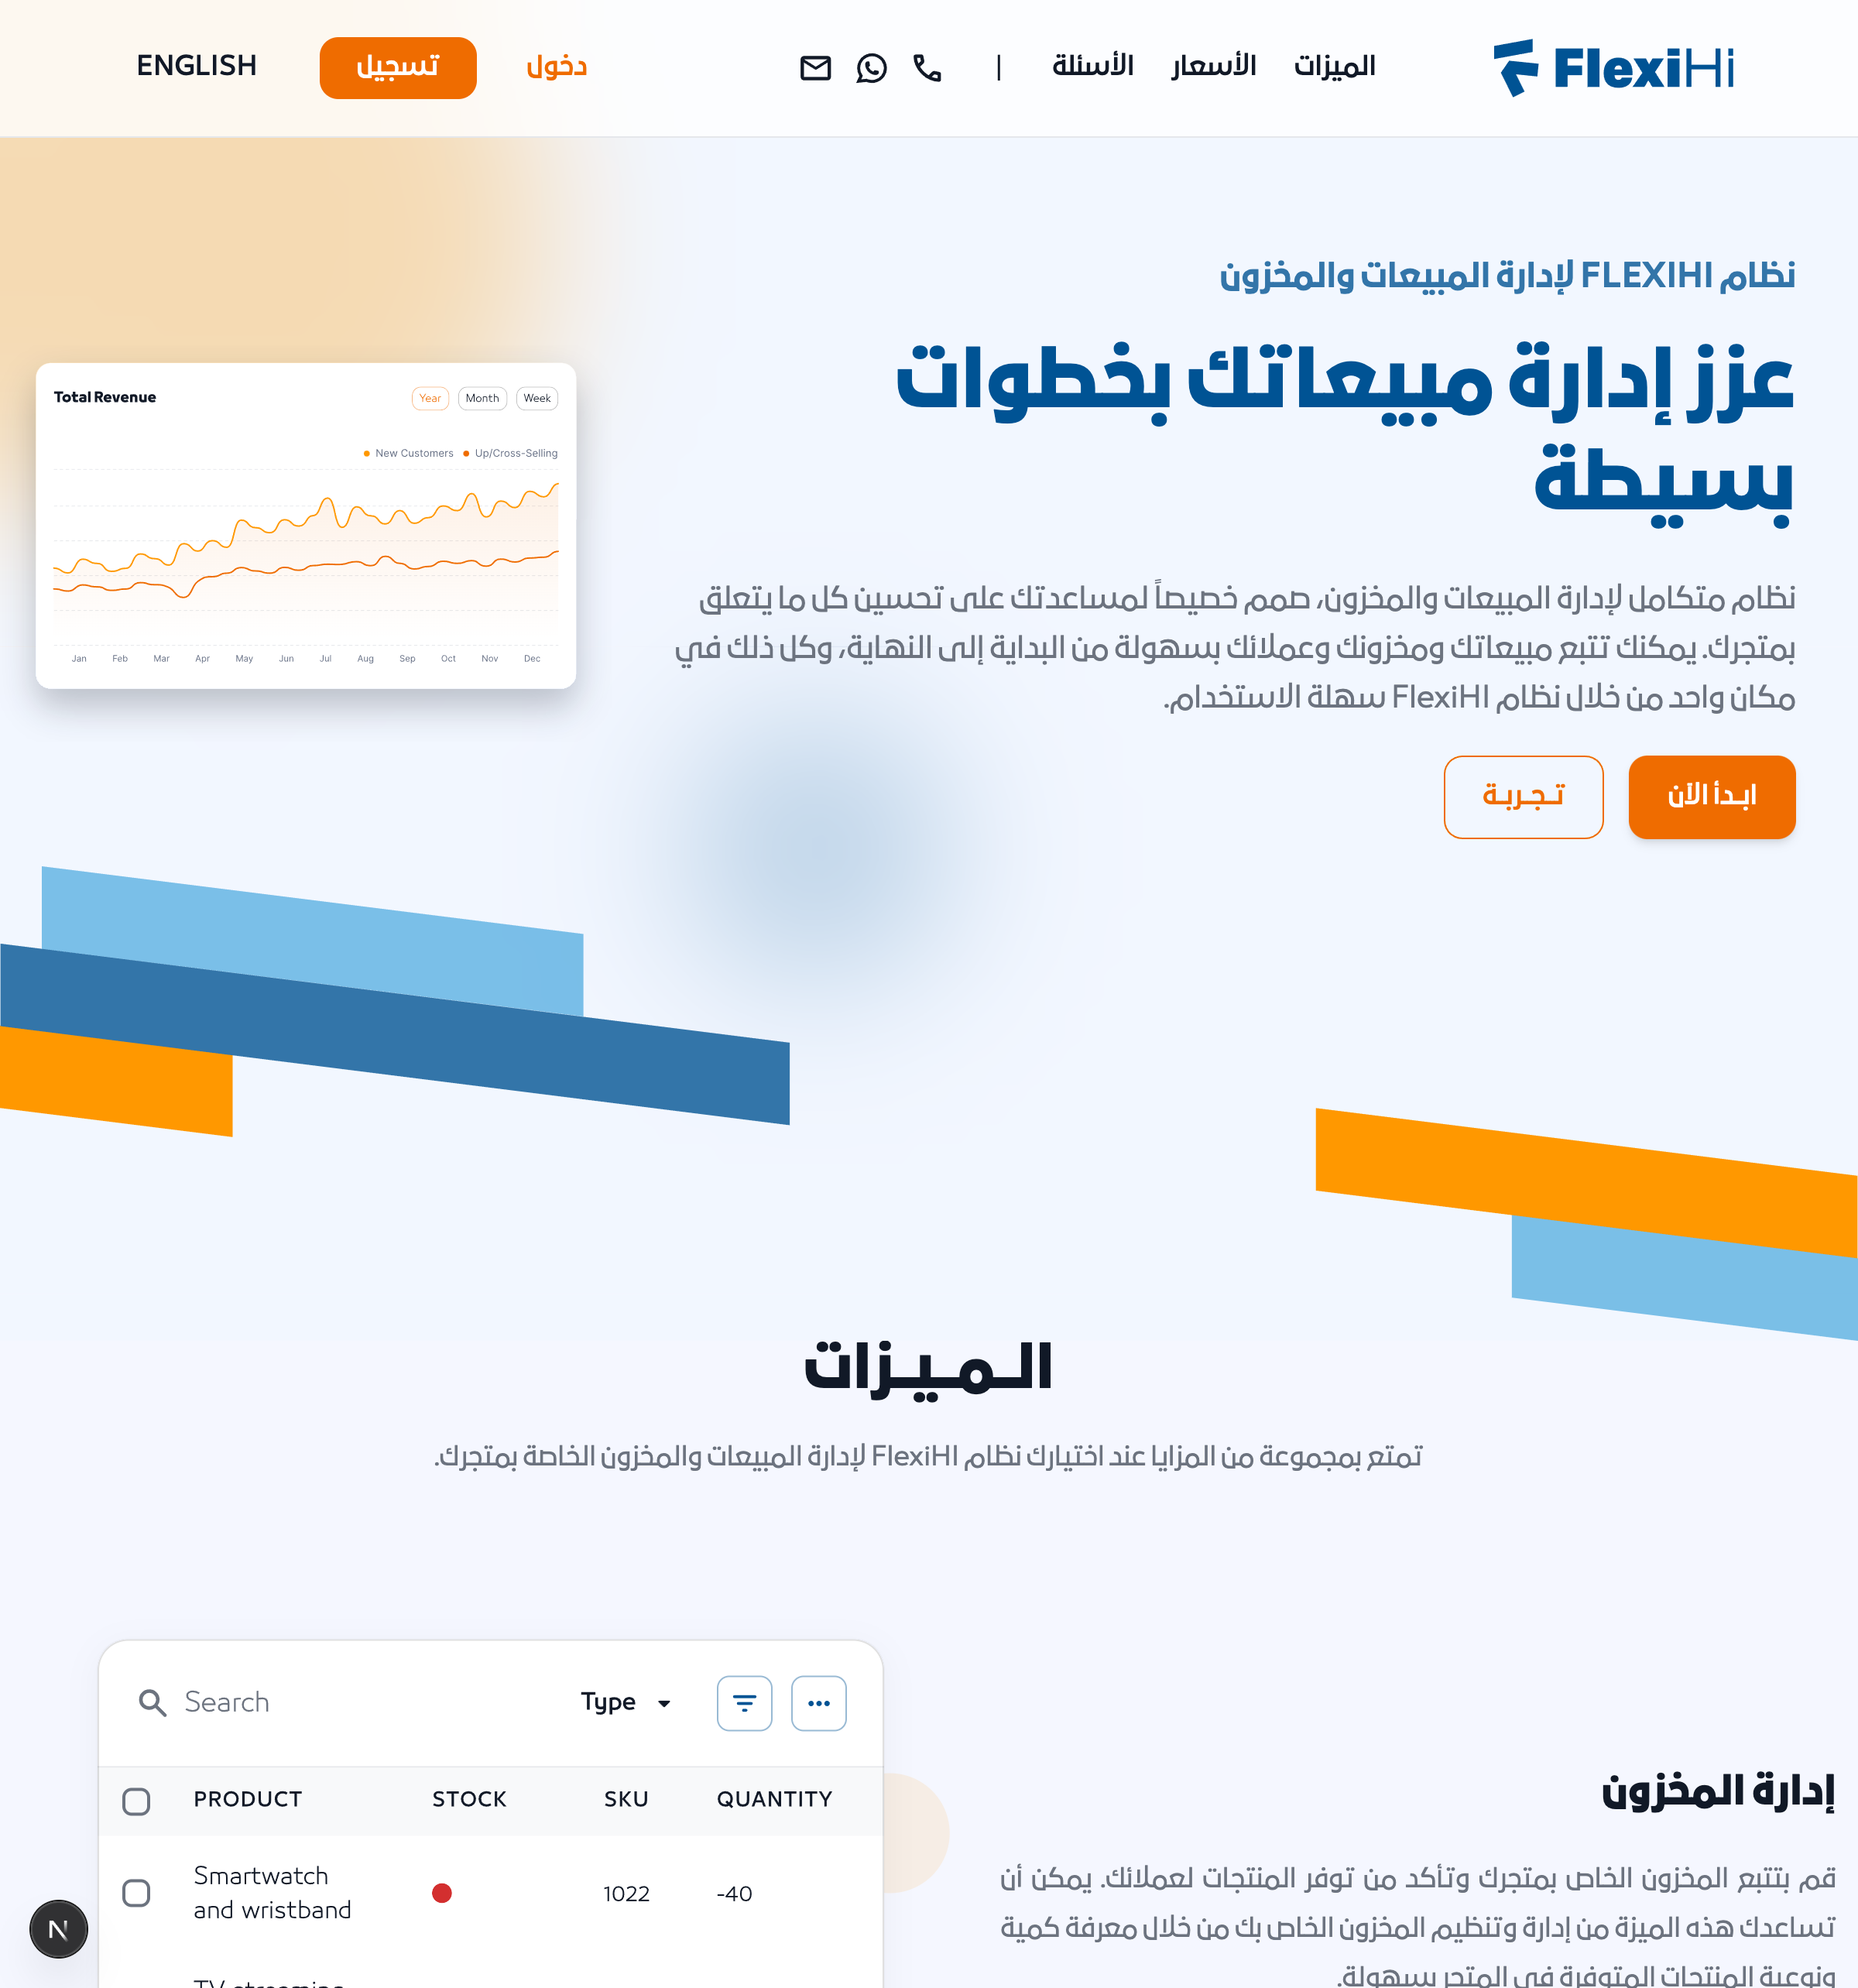 FlexiHi
الميزات
الأسعار
الأسئلة
|
دخول
تسجيل
ENGLISH
نظام FLEXIHI لإدارة المبيعات والمخزون
عزز إدارة مبيعاتك بخطوات
بسيطة
نظام متكامل لإدارة المبيعات والمخزون، صمم خصيصاً لمساعدتك على تحسين كل ما يتعلق
بمتجرك. يمكنك تتبع مبيعاتك ومخزونك وعملائك بسهولة من البداية إلى النهاية، وكل ذلك في
مكان واحد من خلال نظام FlexiHI سهلة الاستخدام.
ابـدأ الآن
تـجـربـة
Total Revenue
Year Month Week
New Customers Up/Cross-Selling
Jan Feb Mar Apr May Jun Jul Aug Sep Oct Nov Dec
الـمـيـزات
تمتع بمجموعة من المزايا عند اختيارك نظام FlexiHI لإدارة المبيعات والمخزون الخاصة بمتجرك.
إدارة المخزون
قم بتتبع المخزون الخاص بمتجرك وتأكد من توفر المنتجات لعملائك. يمكن أن
تساعدك هذه الميزة من إدارة وتنظيم المخزون الخاص بك من خلال معرفة كمية
ونوعية المنتجات المتوفرة في المتجر بسهولة.
Search
Type
PRODUCT STOCK SKU QUANTITY
Smartwatch
and wristband
1022
-40
TV streaming
N